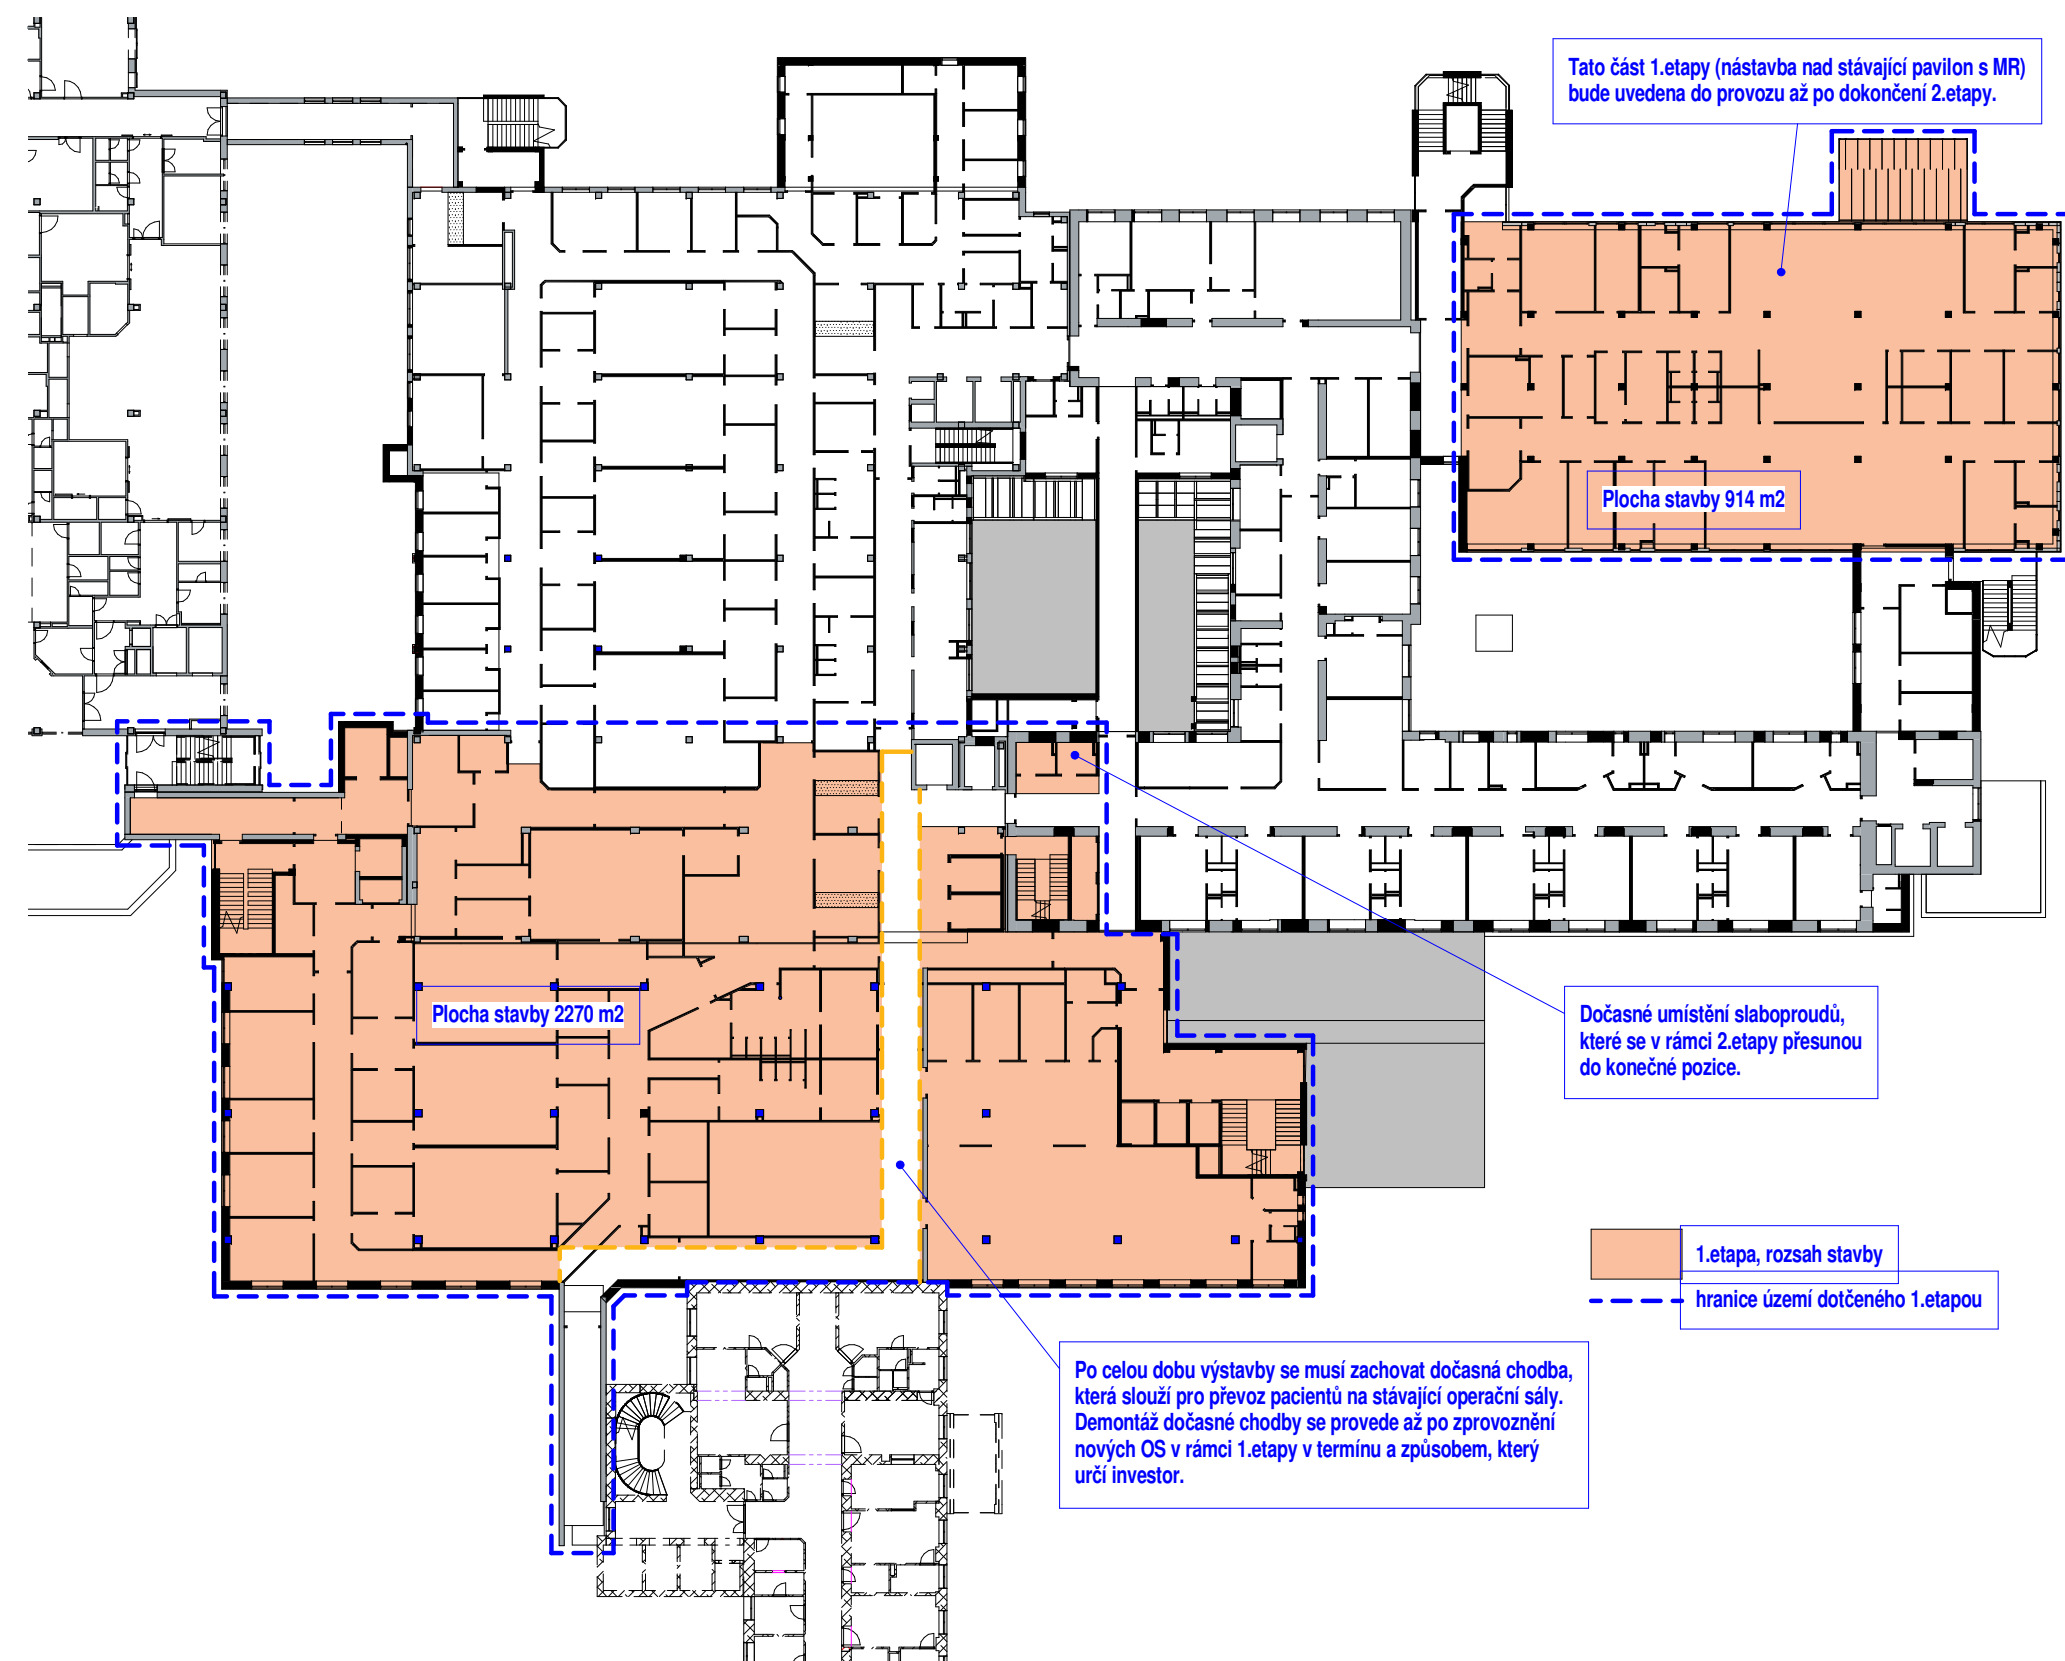 Tato část 1.etapy (nástavba nad stávající pavilon s MR)
bude uvedena do provozu až po dokončení 2.etapy.
Plocha stavby 914 m2
Plocha stavby 2270 m2
Dočasné umístění slaboproudů,
které se v rámci 2.etapy přesunou
do konečné pozice.
1.etapa, rozsah stavby
hranice území dotčeného 1.etapou
Po celou dobu výstavby se musí zachovat dočasná chodba,
která slouží pro převoz pacientů na stávající operační sály.
Demontáž dočasné chodby se provede až po zprovoznění
nových OS v rámci 1.etapy v termínu a způsobem, který
určí investor.